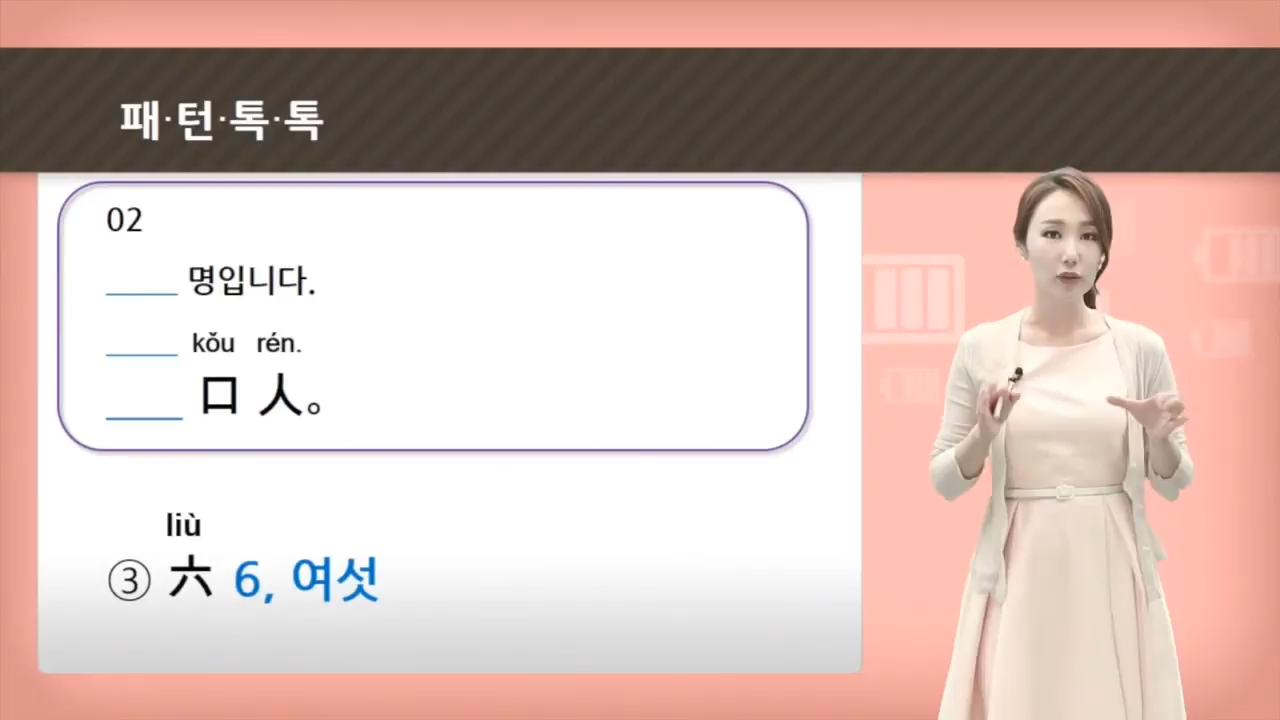 패·턴·톡·톡
02
____ 명입니다.
____ kǒu rén.
____ 口 人。
liù
③ 六 6, 여섯